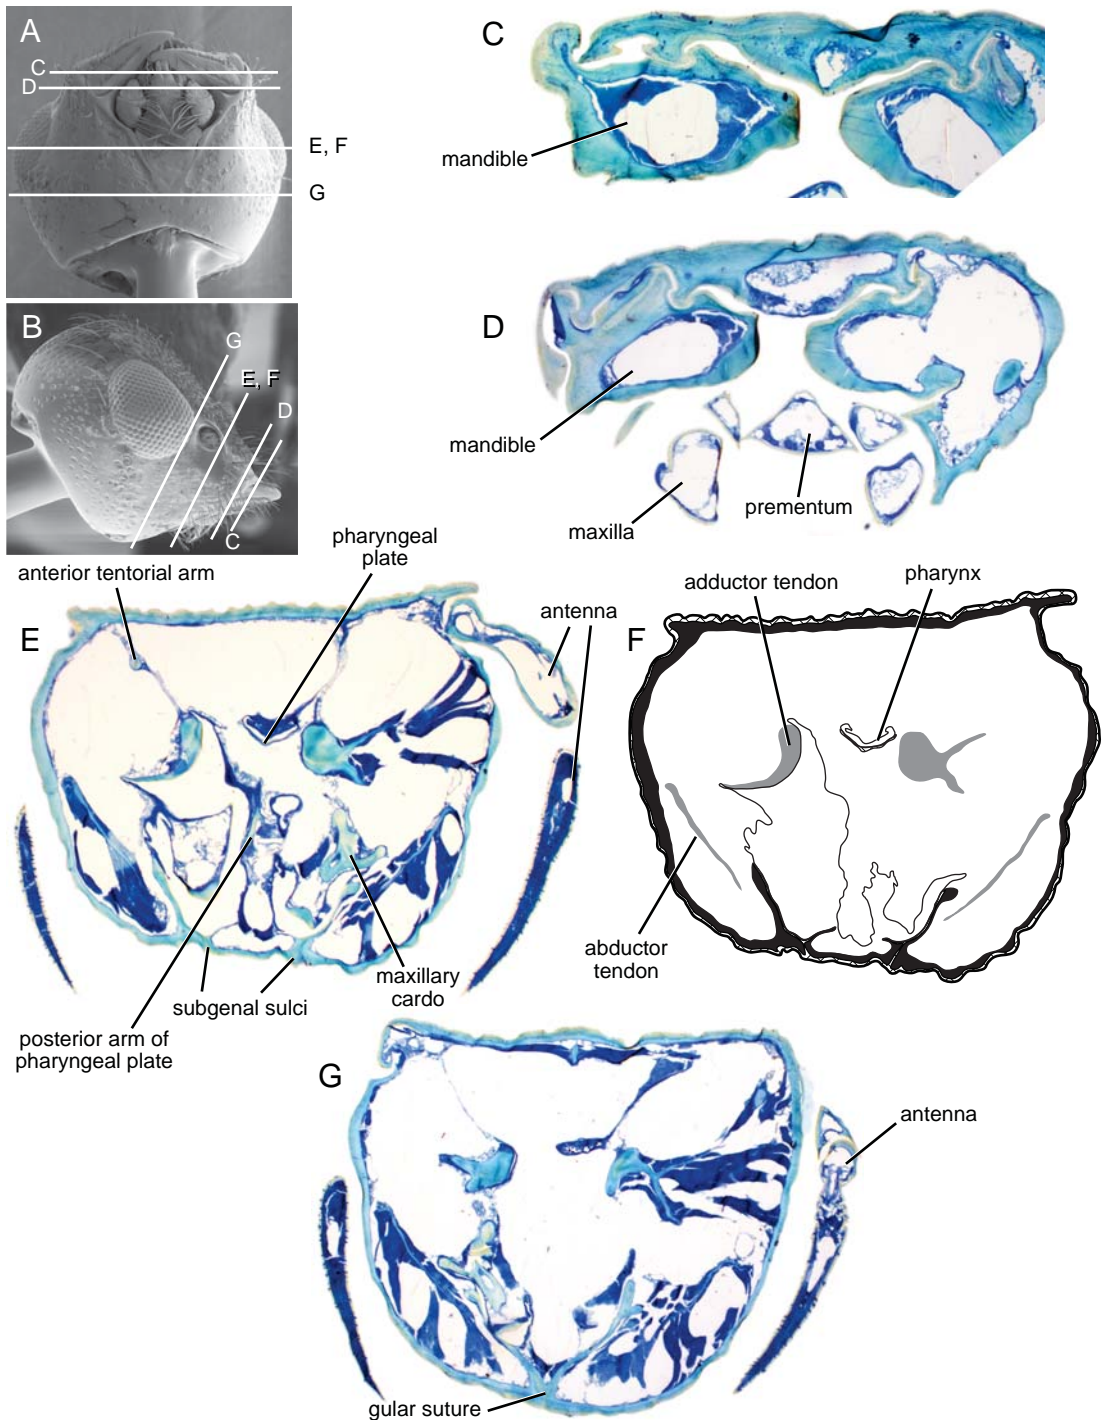 A
C
D
E, F
G
B
G
E, F
D
C
C
mandible
D
mandible
maxilla
prementum
anterior tentorial arm
pharyngeal
plate
antenna
E
subgenal sulci
maxillary
cardo
posterior arm of
pharyngeal plate
adductor tendon
pharynx
F
abductor
tendon
G
antenna
gular suture